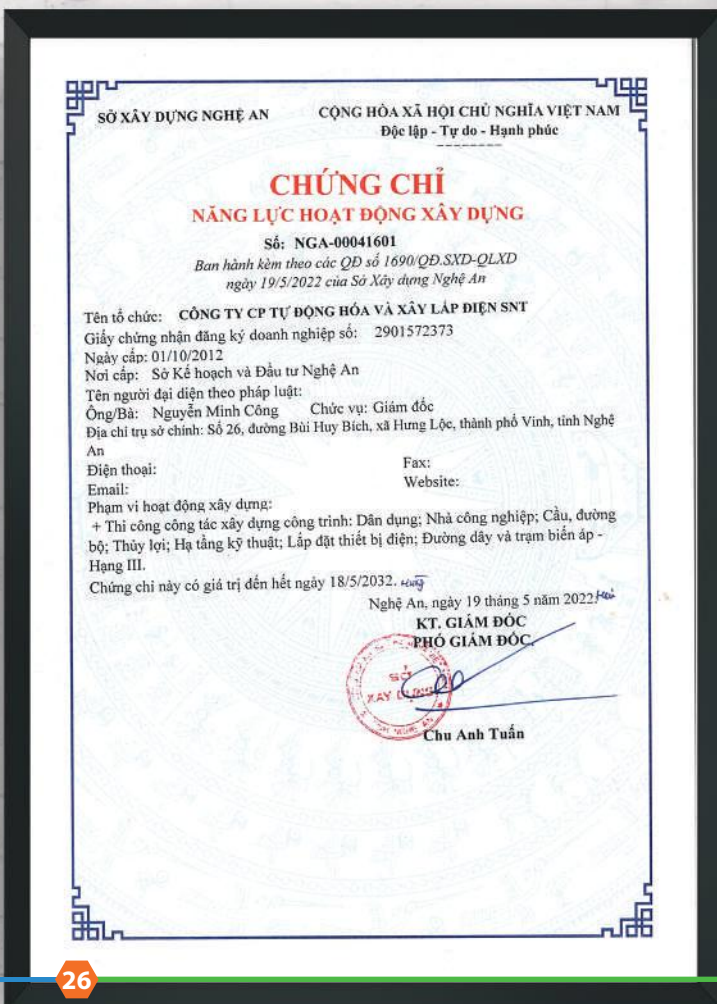 SỞ XÂY DỰNG NGHỆ AN
CỘNG HÒA XÃ HỘI CHỦ NGHĨA VIỆT NAM
Độc lập - Tự do - Hạnh phúc
--------
CHỨNG CHỈ
NĂNG LỰC HOẠT ĐỘNG XÂY DỰNG
Số: NGA-00041601
Ban hành kèm theo các QĐ số 1690/QĐ.SXD-QLXD
ngày 19/5/2022 của Sở Xây dựng Nghệ An
Tên tổ chức: CÔNG TY CP TỰ ĐỘNG HÓA VÀ XÂY LẮP ĐIỆN SNT
Giấy chứng nhận đăng ký doanh nghiệp số: 2901572373
Ngày cấp: 01/10/2012
Nơi cấp: Sở Kế hoạch và Đầu tư Nghệ An
Tên người đại diện theo pháp luật:
Ông/Bà: Nguyễn Minh Công Chức vụ: Giám đốc
Địa chỉ trụ sở chính: Số 26, đường Bùi Huy Bích, xã Hưng Lộc, thành phố Vinh, tỉnh Nghệ
An
Điện thoại: Fax:
Email: Website:
Phạm vi hoạt động xây dựng:
+ Thi công công tác xây dựng công trình: Dân dụng; Nhà công nghiệp; Cầu, đường
bộ; Thủy lợi; Hạ tầng kỹ thuật; Lắp đặt thiết bị điện; Đường dây và trạm biến áp -
Hạng III.
Chứng chỉ này có giá trị đến hết ngày 18/5/2032.
Nghệ An, ngày 19 tháng 5 năm 2022
KT. GIÁM ĐỐC
PHÓ GIÁM ĐỐC
SỞ
XÂY DỰNG
Chu Anh Tuấn
26